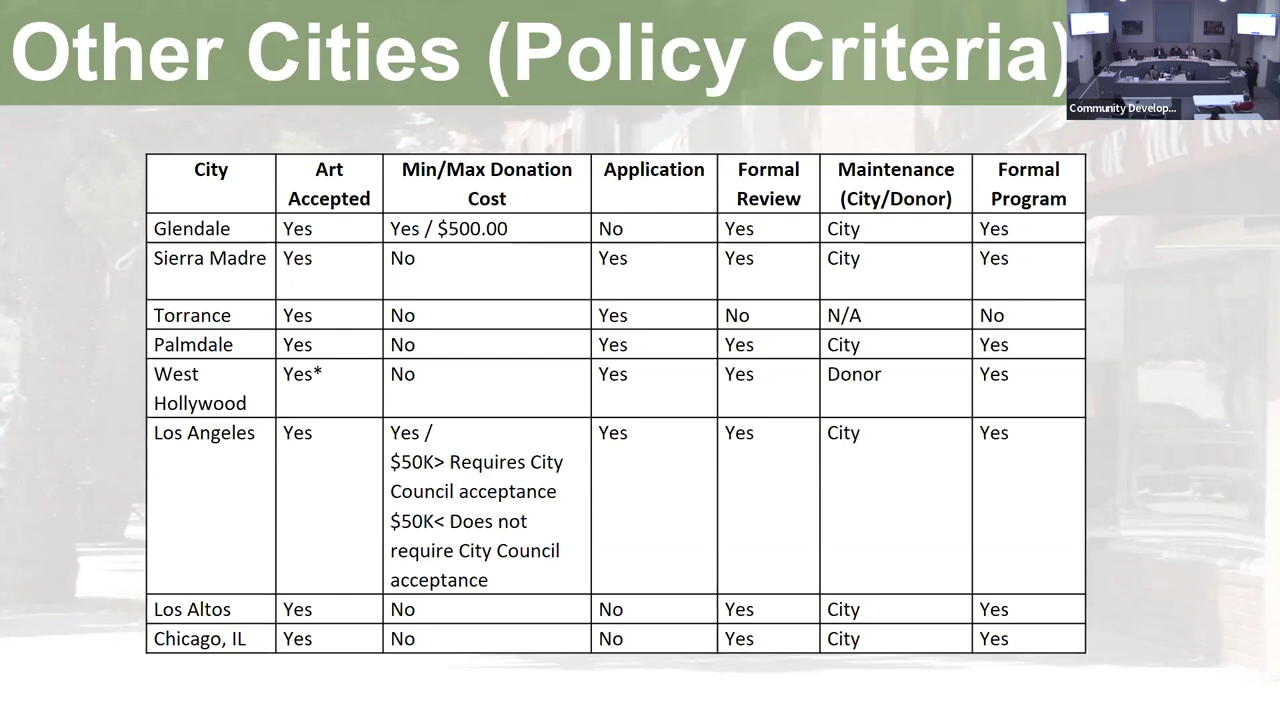 Other Cities (Policy Criteria)
Community Develop...
City Art Accepted Min/Max Donation Cost Application Formal Review Maintenance (City/Donor) Formal Program
Glendale Yes Yes / $500.00 No Yes City Yes
Sierra Madre Yes No Yes Yes City Yes
Torrance Yes No Yes No N/A No
Palmdale Yes No Yes Yes City Yes
West Hollywood Yes* No Yes Yes Donor Yes
Los Angeles Yes Yes / Yes Yes City Yes
$50K> Requires City
Council acceptance
$50K< Does not
require City Council
acceptance
Los Altos Yes No No Yes City Yes
Chicago, IL Yes No No Yes City Yes